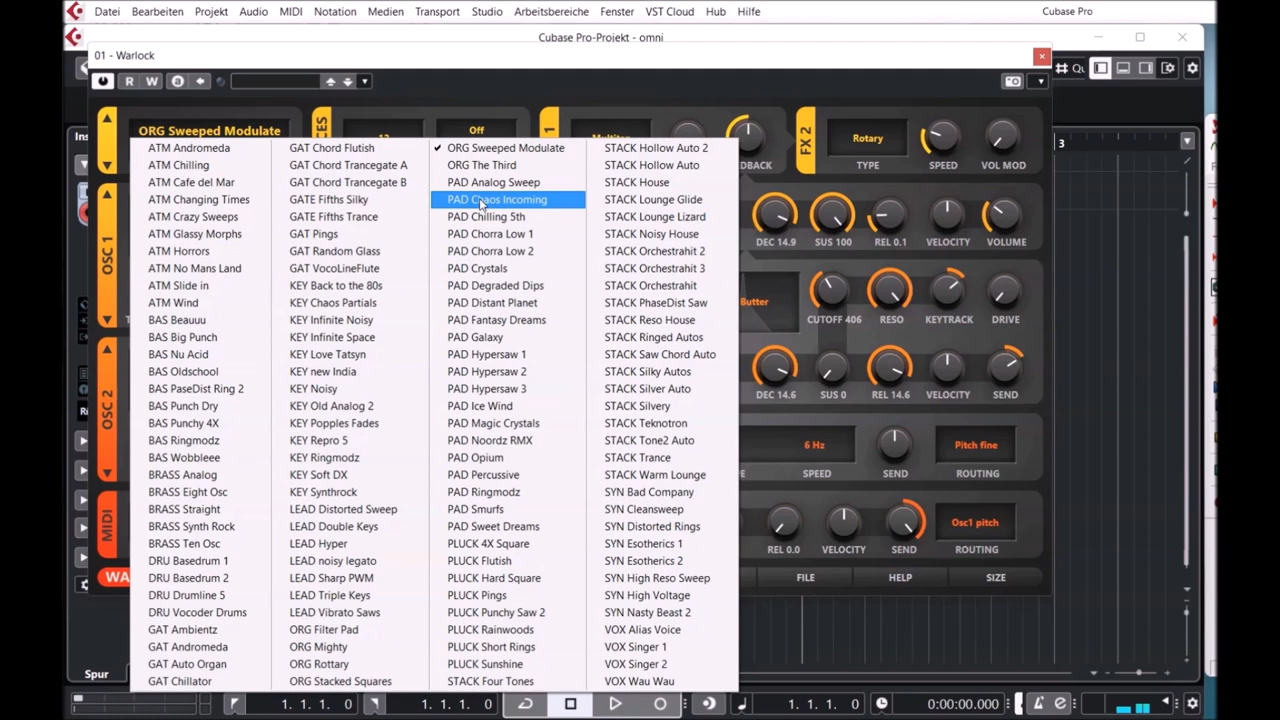 Datei Bearbeiten Projekt Audio MIDI Notation Medien Transport Studio Arbeitsbereiche Fenster VST Cloud Hub Hilfe Cubase Pro
Cubase Pro-Projekt - omni
01 - Warlock
R W a
ORG Sweeped Modulate
Off
FX 2
Rotary
TYPE SPEED VOL MOD
3
ATM Andromeda
ATM Chilling
ATM Cafe del Mar
ATM Changing Times
ATM Crazy Sweeps
ATM Glassy Morphs
ATM Horrors
ATM No Mans Land
ATM Slide in
ATM Wind
BAS Beauuu
BAS Big Punch
BAS Nu Acid
BAS Oldschool
BAS PaseDist Ring 2
BAS Punch Dry
BAS Punchy 4X
BAS Ringmodz
BAS Wobbleee
BRASS Analog
BRASS Eight Osc
BRASS Straight
BRASS Synth Rock
BRASS Ten Osc
DRU Basedrum 1
DRU Basedrum 2
DRU Drumline 5
DRU Vocoder Drums
GAT Ambientz
GAT Andromeda
GAT Auto Organ
GAT Chillator
GAT Chord Flutish
GAT Chord Trancegate A
GAT Chord Trancegate B
GATE Fifths Silky
GATE Fifths Trance
GAT Pings
GAT Random Glass
GAT VocoLineFlute
KEY Back to the 80s
KEY Chaos Partials
KEY Infinite Noisy
KEY Infinite Space
KEY Love Tatsyn
KEY new India
KEY Noisy
KEY Old Analog 2
KEY Popples Fades
KEY Repro 5
KEY Ringmodz
KEY Soft DX
KEY Synthrock
LEAD Distorted Sweep
LEAD Double Keys
LEAD Hyper
LEAD noisy legato
LEAD Sharp PWM
LEAD Triple Keys
LEAD Vibrato Saws
ORG Filter Pad
ORG Mighty
ORG Rottary
ORG Stacked Squares
ORG Sweeped Modulate
ORG The Third
PAD Analog Sweep
PAD Chaos Incoming
PAD Chilling 5th
PAD Chorra Low 1
PAD Chorra Low 2
PAD Crystals
PAD Degraded Dips
PAD Distant Planet
PAD Fantasy Dreams
PAD Galaxy
PAD Hypersaw 1
PAD Hypersaw 2
PAD Hypersaw 3
PAD Ice Wind
PAD Magic Crystals
PAD Noordz RMX
PAD Opium
PAD Percussive
PAD Ringmodz
PAD Smurfs
PAD Sweet Dreams
PLUCK 4X Square
PLUCK Flutish
PLUCK Hard Square
PLUCK Pings
PLUCK Punchy Saw 2
PLUCK Rainwoods
PLUCK Short Rings
PLUCK Sunshine
STACK Four Tones
STACK Hollow Auto 2
STACK Hollow Auto
STACK House
STACK Lounge Glide
STACK Lounge Lizard
STACK Noisy House
STACK Orchestrahit 2
STACK Orchestrahit 3
STACK Orchestrahit
STACK PhaseDist Saw
STACK Reso House
STACK Ringed Autos
STACK Saw Chord Auto
STACK Silky Autos
STACK Silver Auto
STACK Silvery
STACK Teknotron
STACK Tone2 Auto
STACK Trance
STACK Warm Lounge
SYN Bad Company
SYN Cleansweep
SYN Distorted Rings
SYN Esotherics 1
SYN Esotherics 2
SYN High Reso Sweep
SYN High Voltage
SYN Nasty Beast 2
VOX Alias Voice
VOX Singer 1
VOX Singer 2
VOX Wau Wau
OSC 1
OSC 2
MIDI
DEC 14.9 SUS 100 REL 0.1 VELOCITY VOLUME
Butter
CUTOFF 406 RESO KEYTRACK DRIVE
DEC 14.6 SUS 0 REL 14.6 VELOCITY SEND
6 Hz Pitch fine
SPEED SEND ROUTING
Osc1 pitch
REL 0.0 VELOCITY SEND ROUTING
FILE HELP SIZE
Spur
1. 1. 1. 0 1. 1. 1. 0 1. 1. 1. 0 0:00:00.000